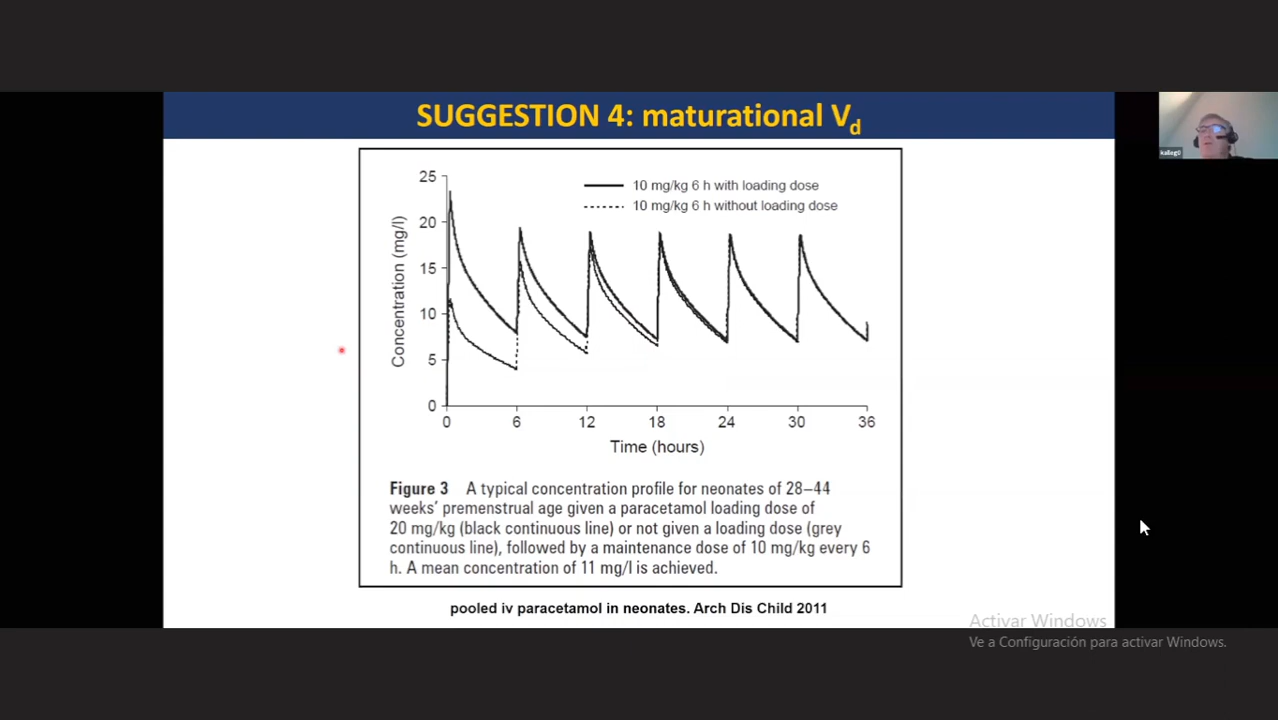 SUGGESTION 4: maturational Vd
kalleg0
10 mg/kg 6 h with loading dose
10 mg/kg 6 h without loading dose
Concentration (mg/l)
25
20
15
10
5
0
0 6 12 18 24 30 36
Time (hours)
Figure 3 A typical concentration profile for neonates of 28–44
weeks’ premenstrual age given a paracetamol loading dose of
20 mg/kg (black continuous line) or not given a loading dose (grey
continuous line), followed by a maintenance dose of 10 mg/kg every 6
h. A mean concentration of 11 mg/l is achieved.
pooled iv paracetamol in neonates. Arch Dis Child 2011
Activar Windows
Ve a Configuración para activar Windows.